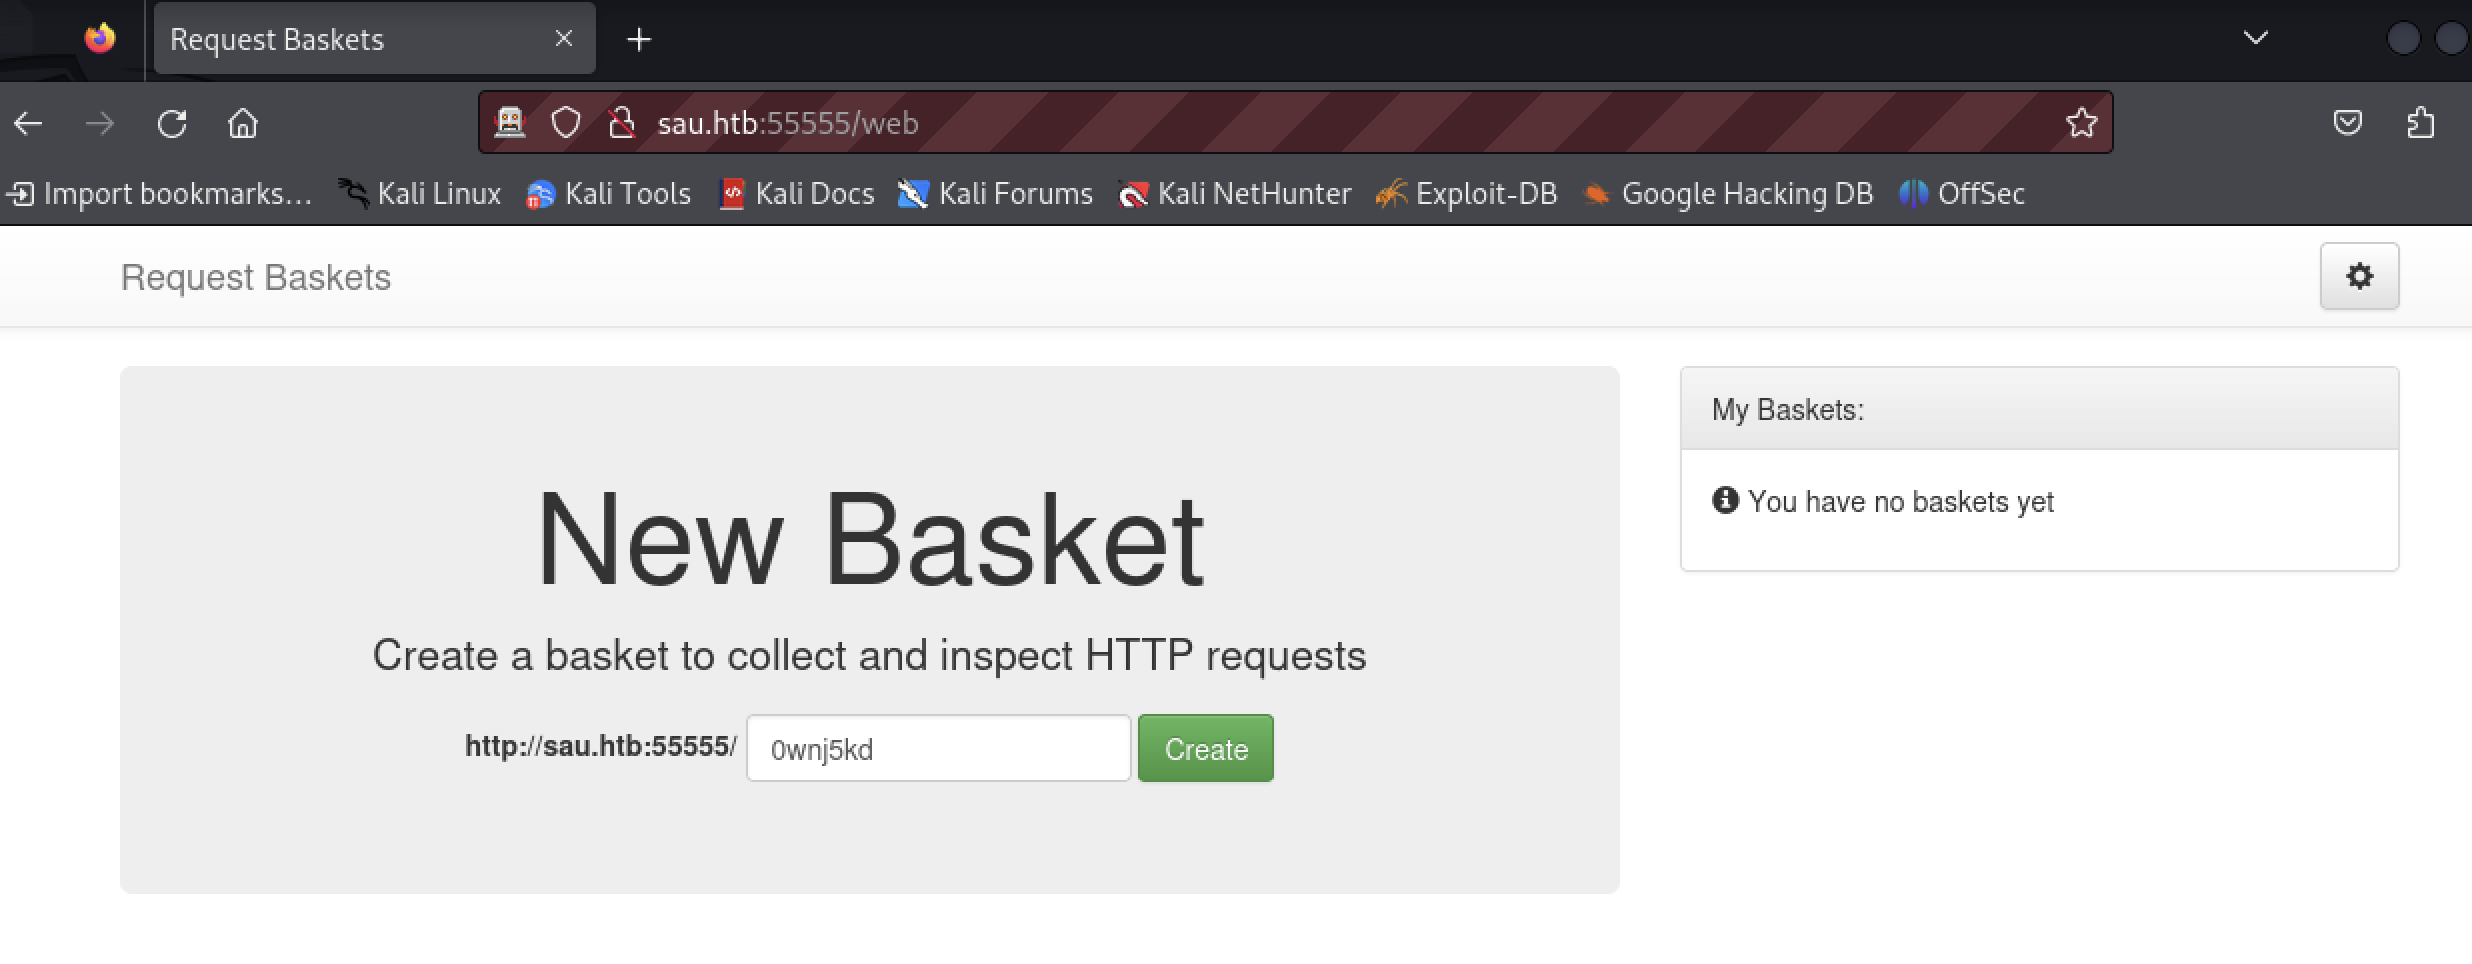 Request Baskets
sau.htb:55555/web
Import bookmarks... Kali Linux Kali Tools Kali Docs Kali Forums Kali NetHunter Exploit-DB Google Hacking DB OffSec
Request Baskets
New Basket
Create a basket to collect and inspect HTTP requests
http://sau.htb:55555/ 0wnj5kd Create
My Baskets:
You have no baskets yet